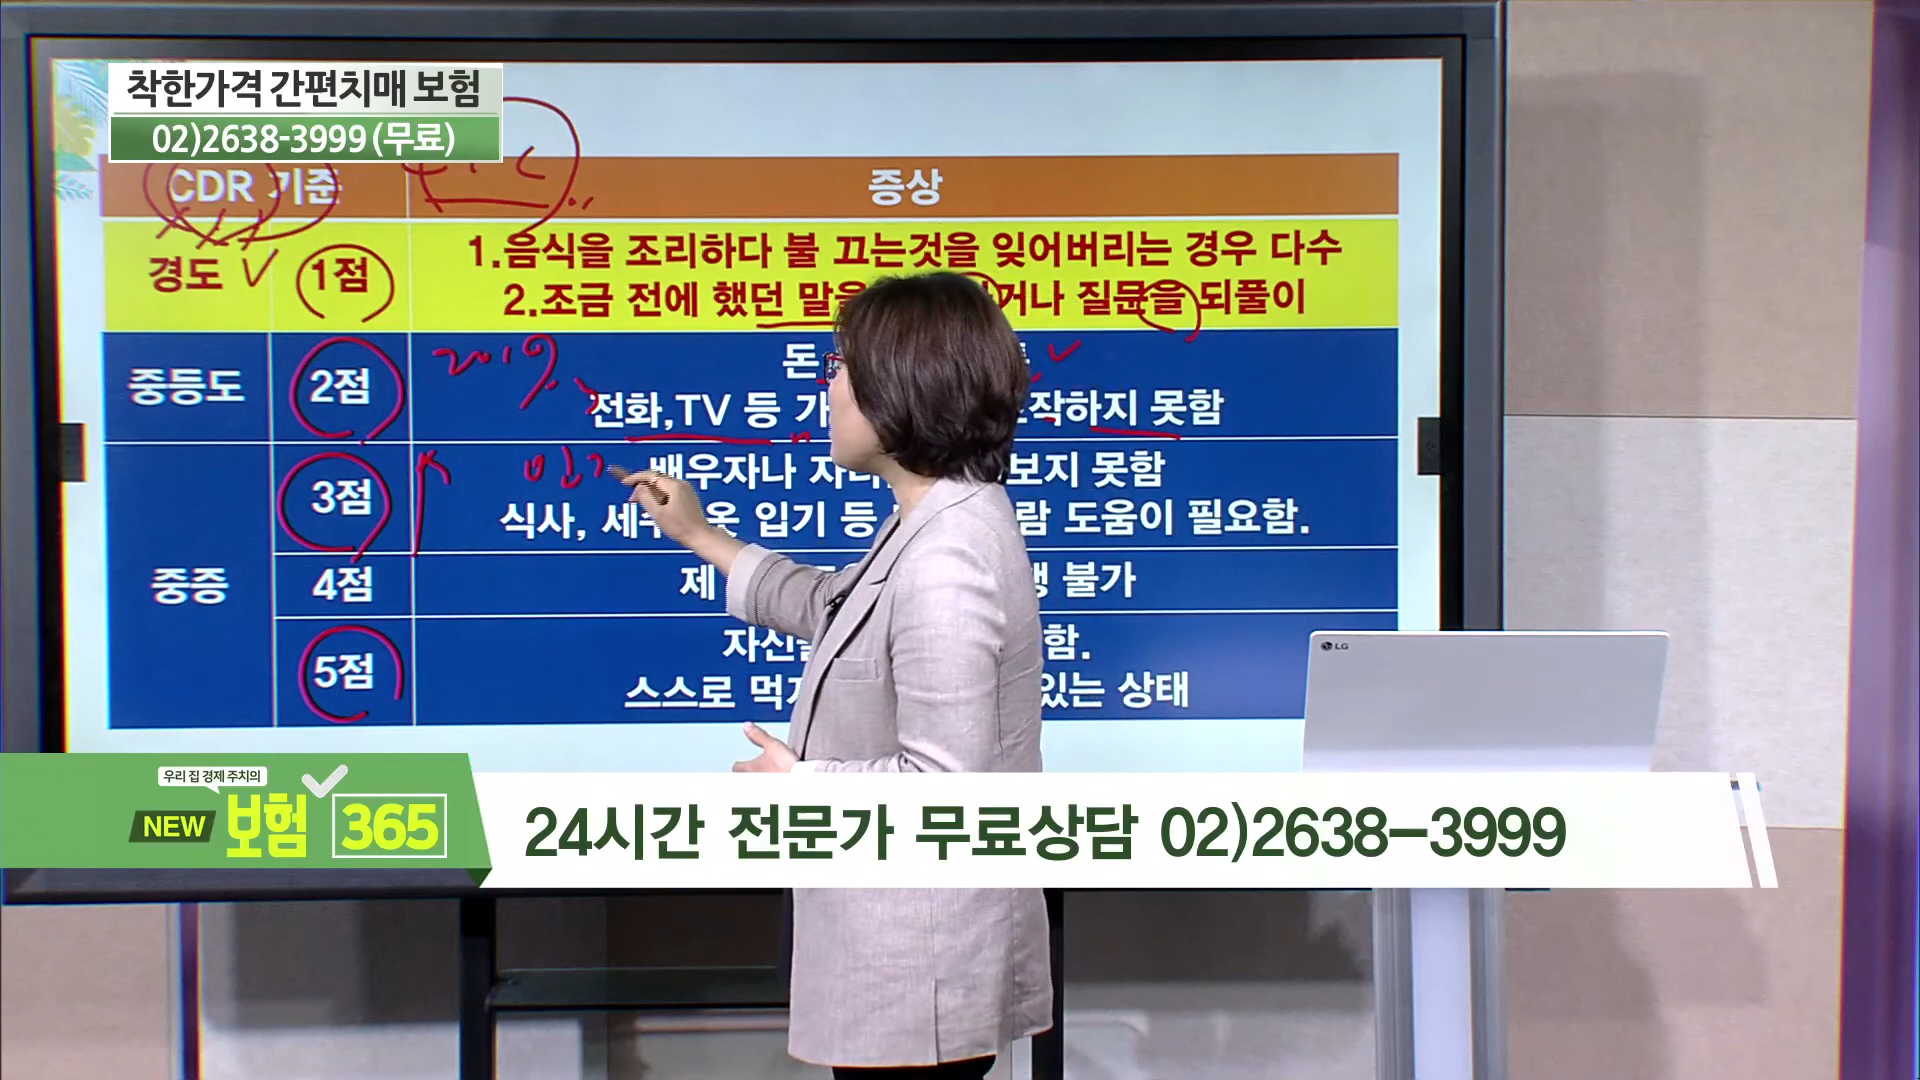 착한가격 간편치매 보험
02)2638-3999 (무료)
CDR 기준
증상
경도
1점
1.음식을 조리하다 불 끄는것을 잊어버리는 경우 다수
2.조금 전에 했던 말을 거나 질문을 되풀이
중등도
2점
2019
돈
전화,TV 등 가 작하지 못함
중증
3점
배우자나 보지 못함
식사, 옷 입기 등 람 도움이 필요함.
4점
제 불가
5점
함.
스스로 있는 상태
LG
우리 집 경제 주치의
NEW 보험 365
24시간 전문가 무료상담 02)2638-3999